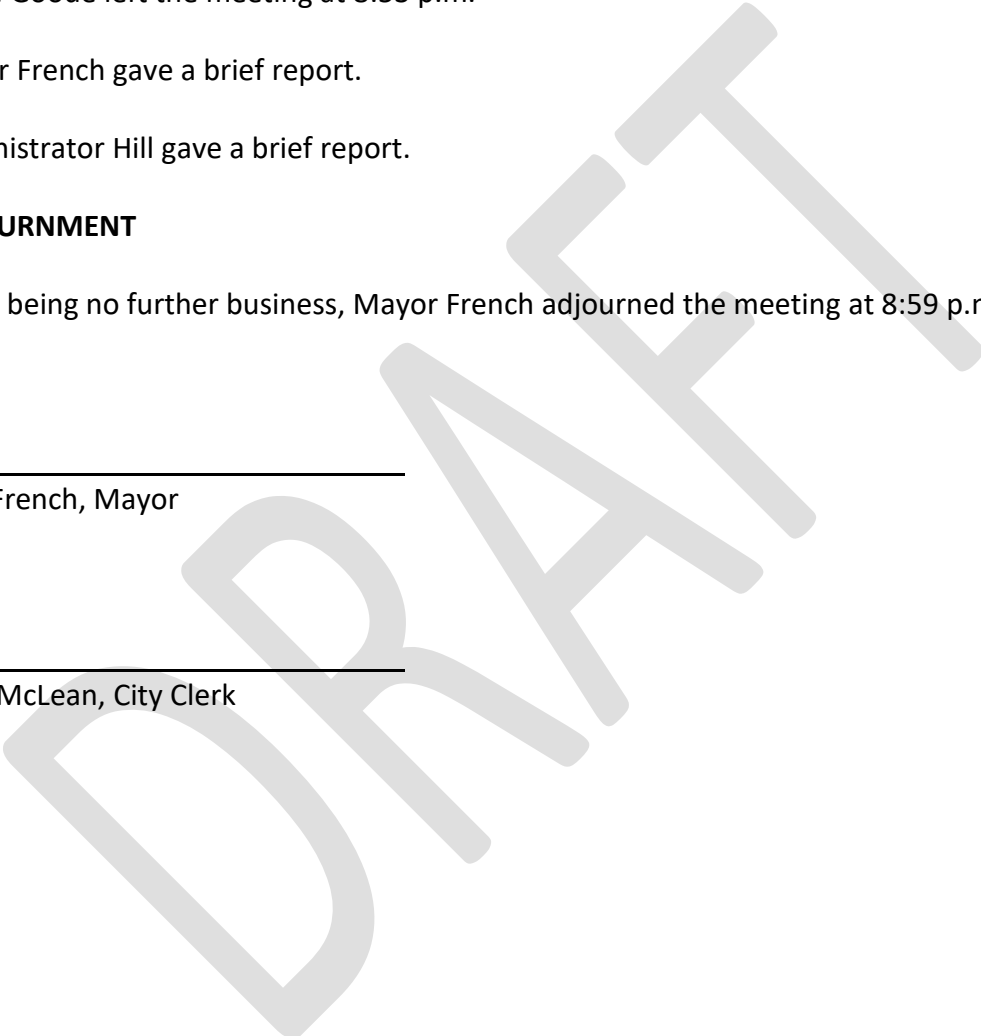 Goode left the meeting at 8:55 p.m.
r French gave a brief report.
nistrator Hill gave a brief report.
URNMENT
being no further business, Mayor French adjourned the meeting at 8:59 p.
French, Mayor
McLean, City Clerk
DRAFT